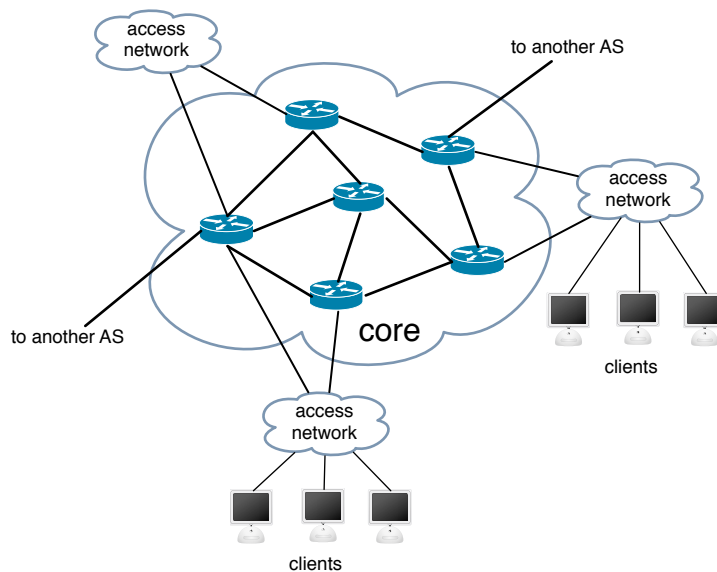 access
network
to another AS
access
network
core
to another AS
clients
access
network
clients